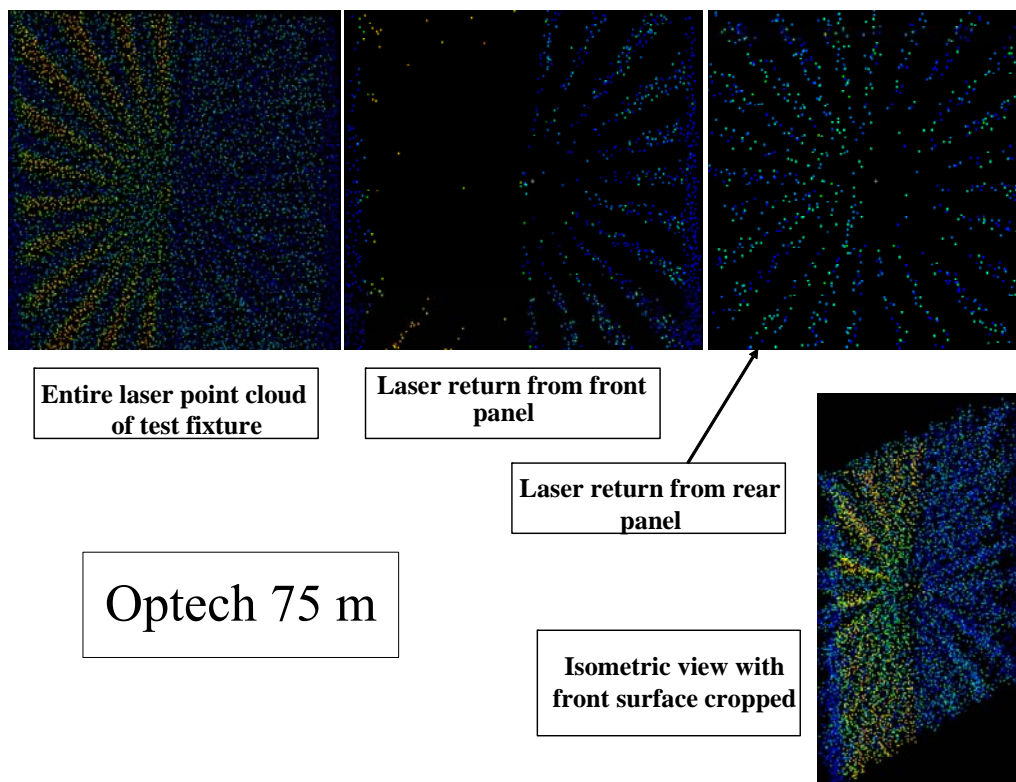 Entire laser point cloud
of test fixture
Laser return from front
panel
Laser return from rear
panel
Optech 75 m
Isometric view with
front surface cropped